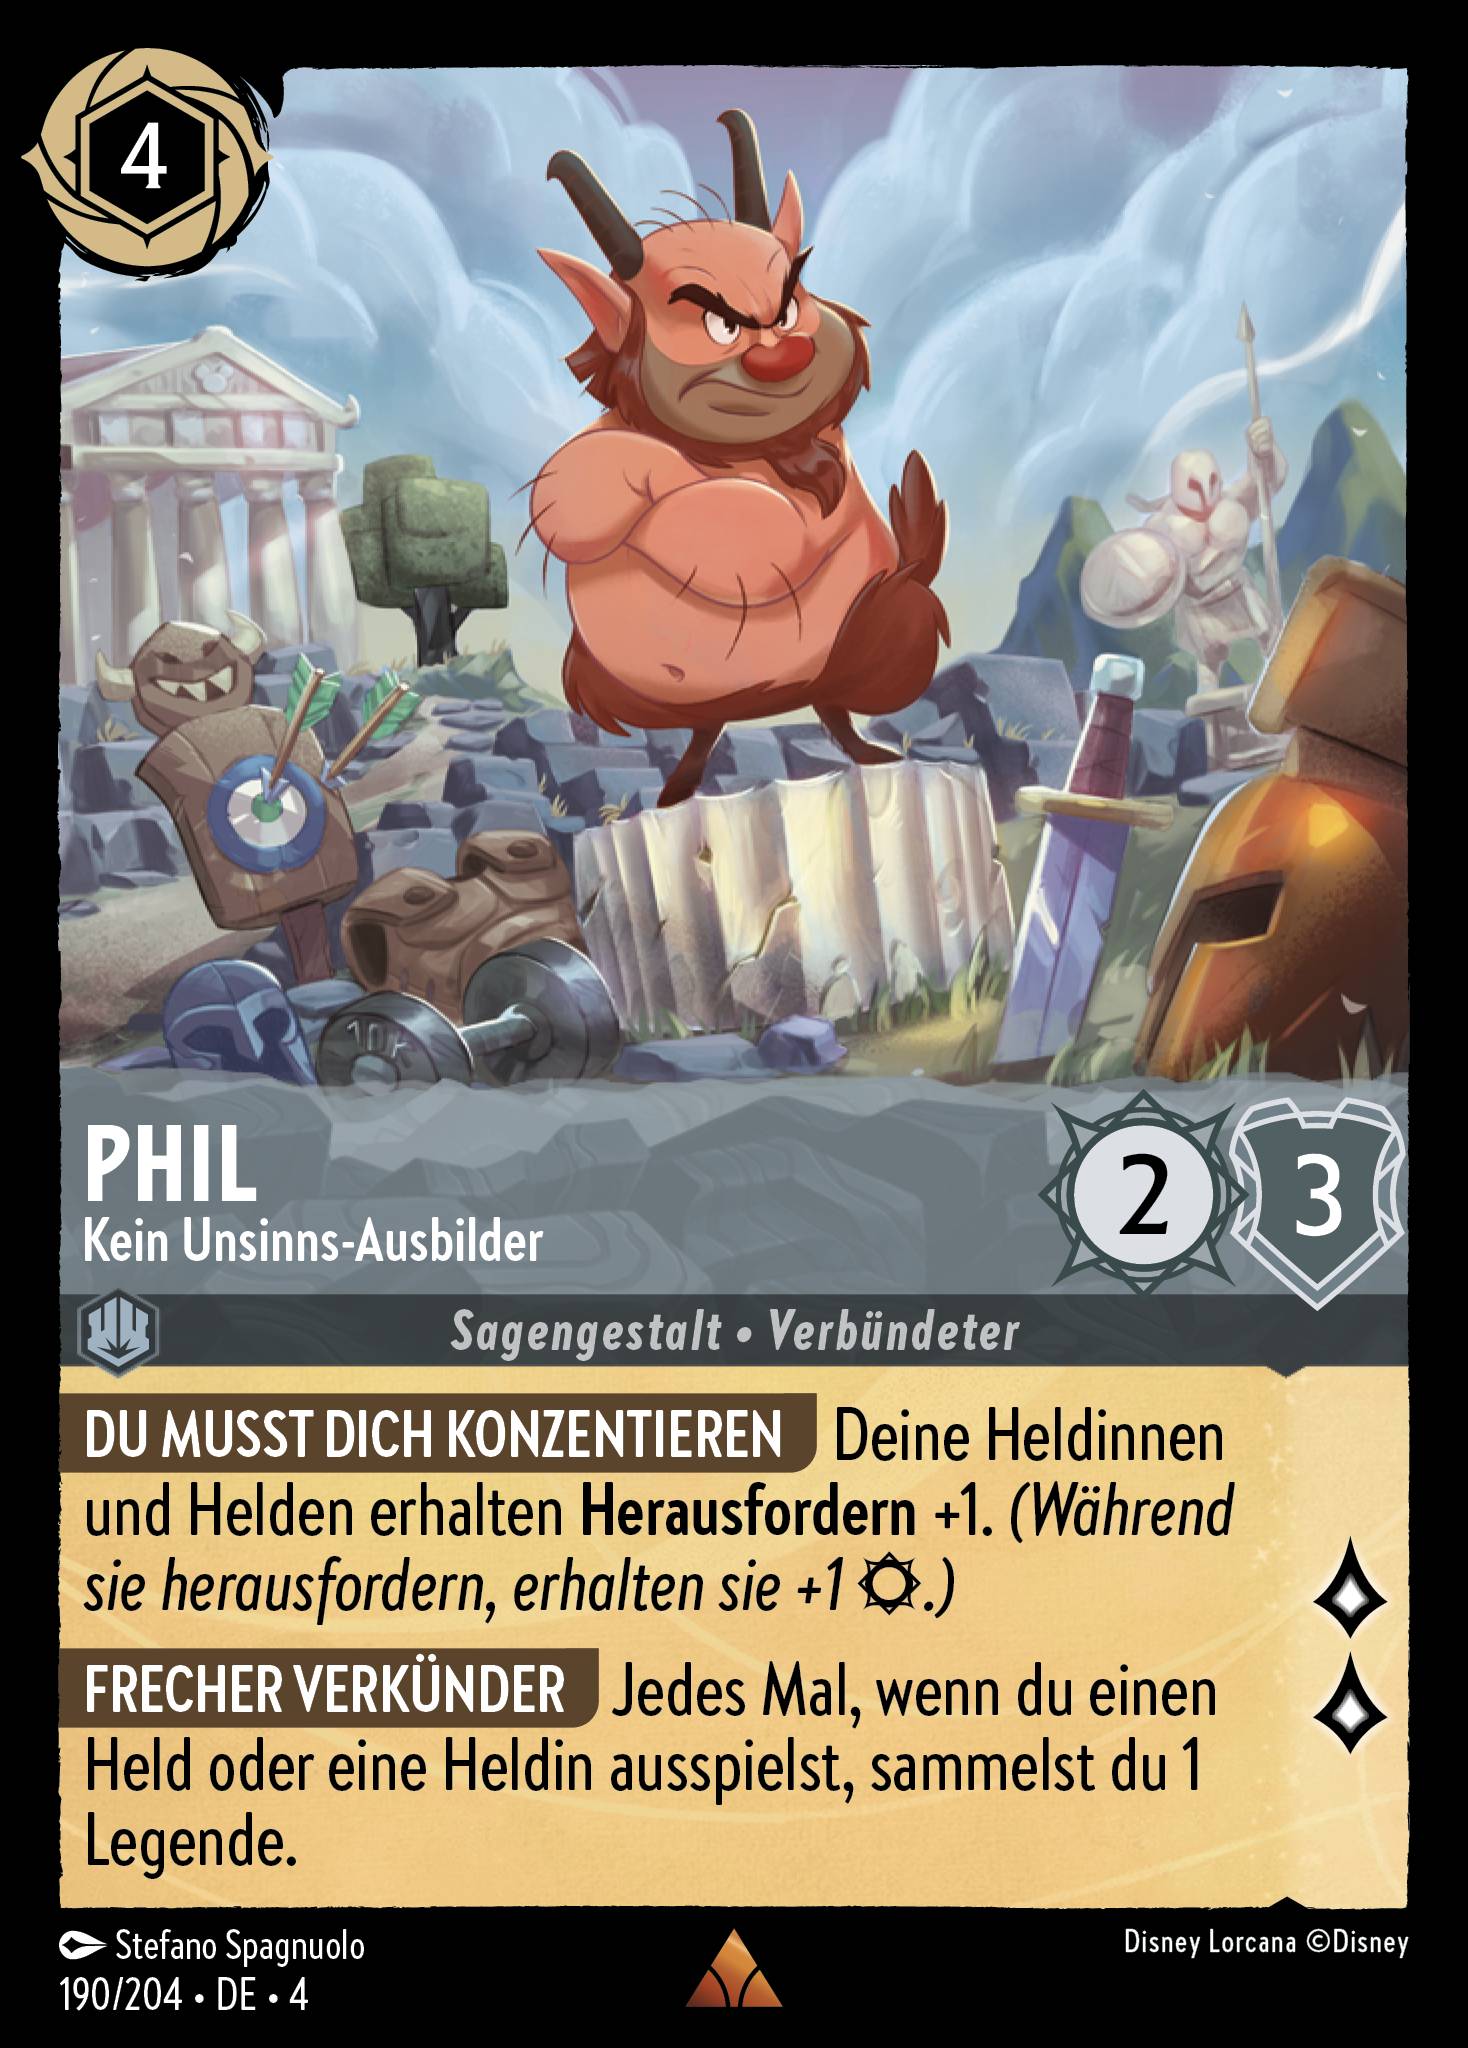 4
10K
PHIL
Kein Unsinns-Ausbilder
2
3
Sagengestalt • Verbündeter
DU MUSST DICH KONZENTIEREN Deine Heldinnen
und Helden erhalten Herausfordern +1. (Während
sie herausfordern, erhalten sie +1 .)
FRECHER VERKÜNDER Jedes Mal, wenn du einen
Held oder eine Heldin ausspielst, sammelst du 1
Legende.
Stefano Spagnuolo
Disney Lorcana ©Disney
190/204 • DE • 4